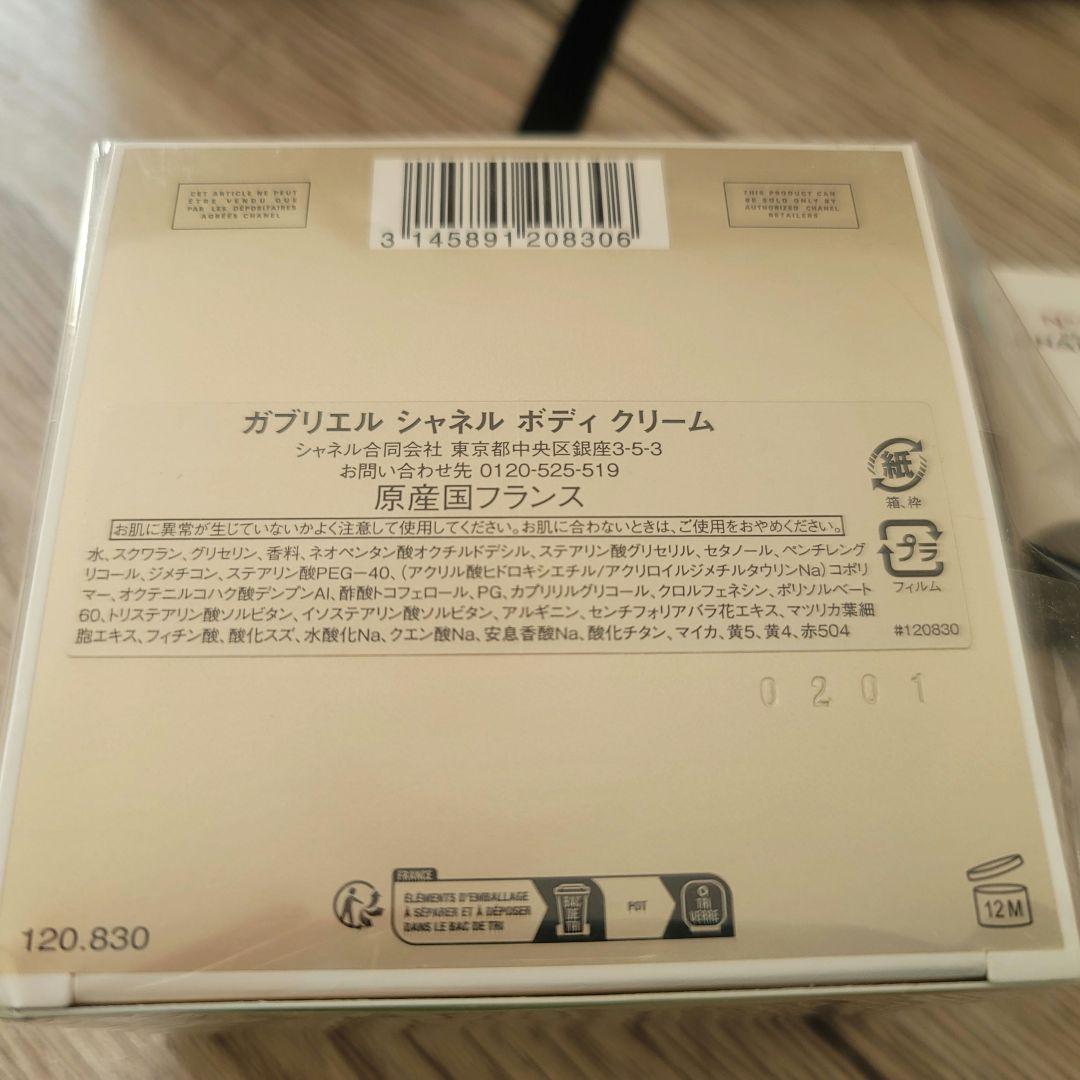 CET ARTICLE NE PEUT
ÊTRE VENDU QUE
PAR LES DÉPOSITAIRES
AGRÉÉS CHANEL
3 145891 208306
THIS PRODUCT CAN
BE SOLD ONLY BY
AUTHORIZED CHANEL
RETAILERS
ガブリエル シャネル ボディ クリーム
シャネル合同会社 東京都中央区銀座3-5-3
お問い合わせ先 0120-525-519
原産国フランス
お肌に異常が生じていないかよく注意して使用してください。お肌に合わないときは、ご使用をおやめください。
水、スクワラン、グリセリン、香料、ネオペンタン酸オクチルドデシル、ステアリン酸グリセリル、セタノール、ペンチレング
リコール、ジメチコン、ステアリン酸PEG-40、(アクリル酸ヒドロキシエチル/アクリロイルジメチルタウリンNa)コポリ
マー、オクテニルコハク酸デンプンAl、酢酸トコフェロール、PG、カプリリルグリコール、クロルフェネシン、ポリソルベート
60、トリステアリン酸ソルビタン、イソステアリン酸ソルビタン、アルギニン、センチフォリアバラ花エキス、マツリカ葉細
胞エキス、フィチン酸、酸化スズ、水酸化Na、クエン酸Na、安息香酸Na、酸化チタン、マイカ、黄5、黄4、赤504
#120830
紙
箱、枠
プラ
フィルム
0201
FRANCE
ÉLÉMENTS D'EMBALLAGE
À SÉPARER ET À DÉPOSER
DANS LE BAC DE TRI
BAC
DE
TRI
POT
TRI
VERRE
12 M
120.830